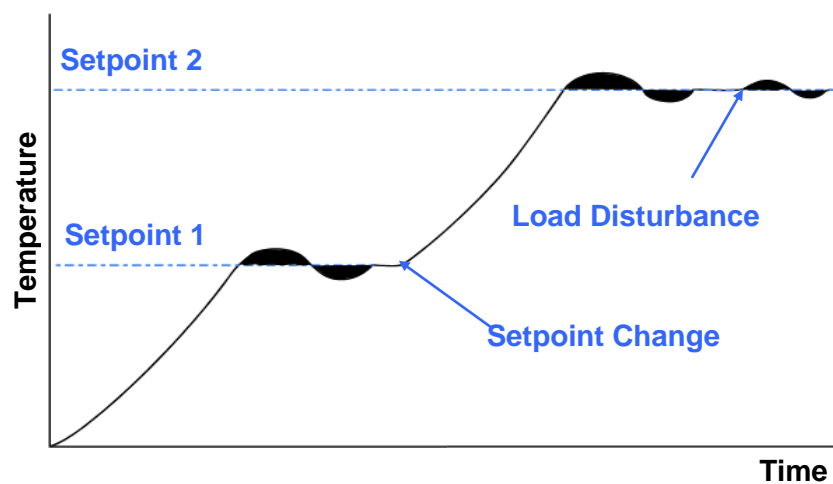 Setpoint 2
Setpoint 1
Load Disturbance
Setpoint Change
Temperature
Time